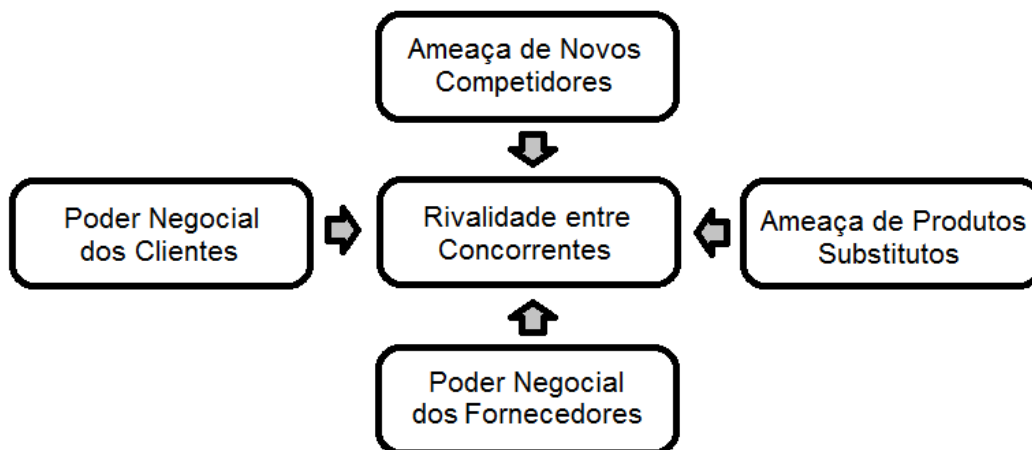 Ameaça de Novos
Competidores
Poder Negocial
dos Clientes
Rivalidade entre
Concorrentes
Ameaça de Produtos
Substitutos
Poder Negocial
dos Fornecedores